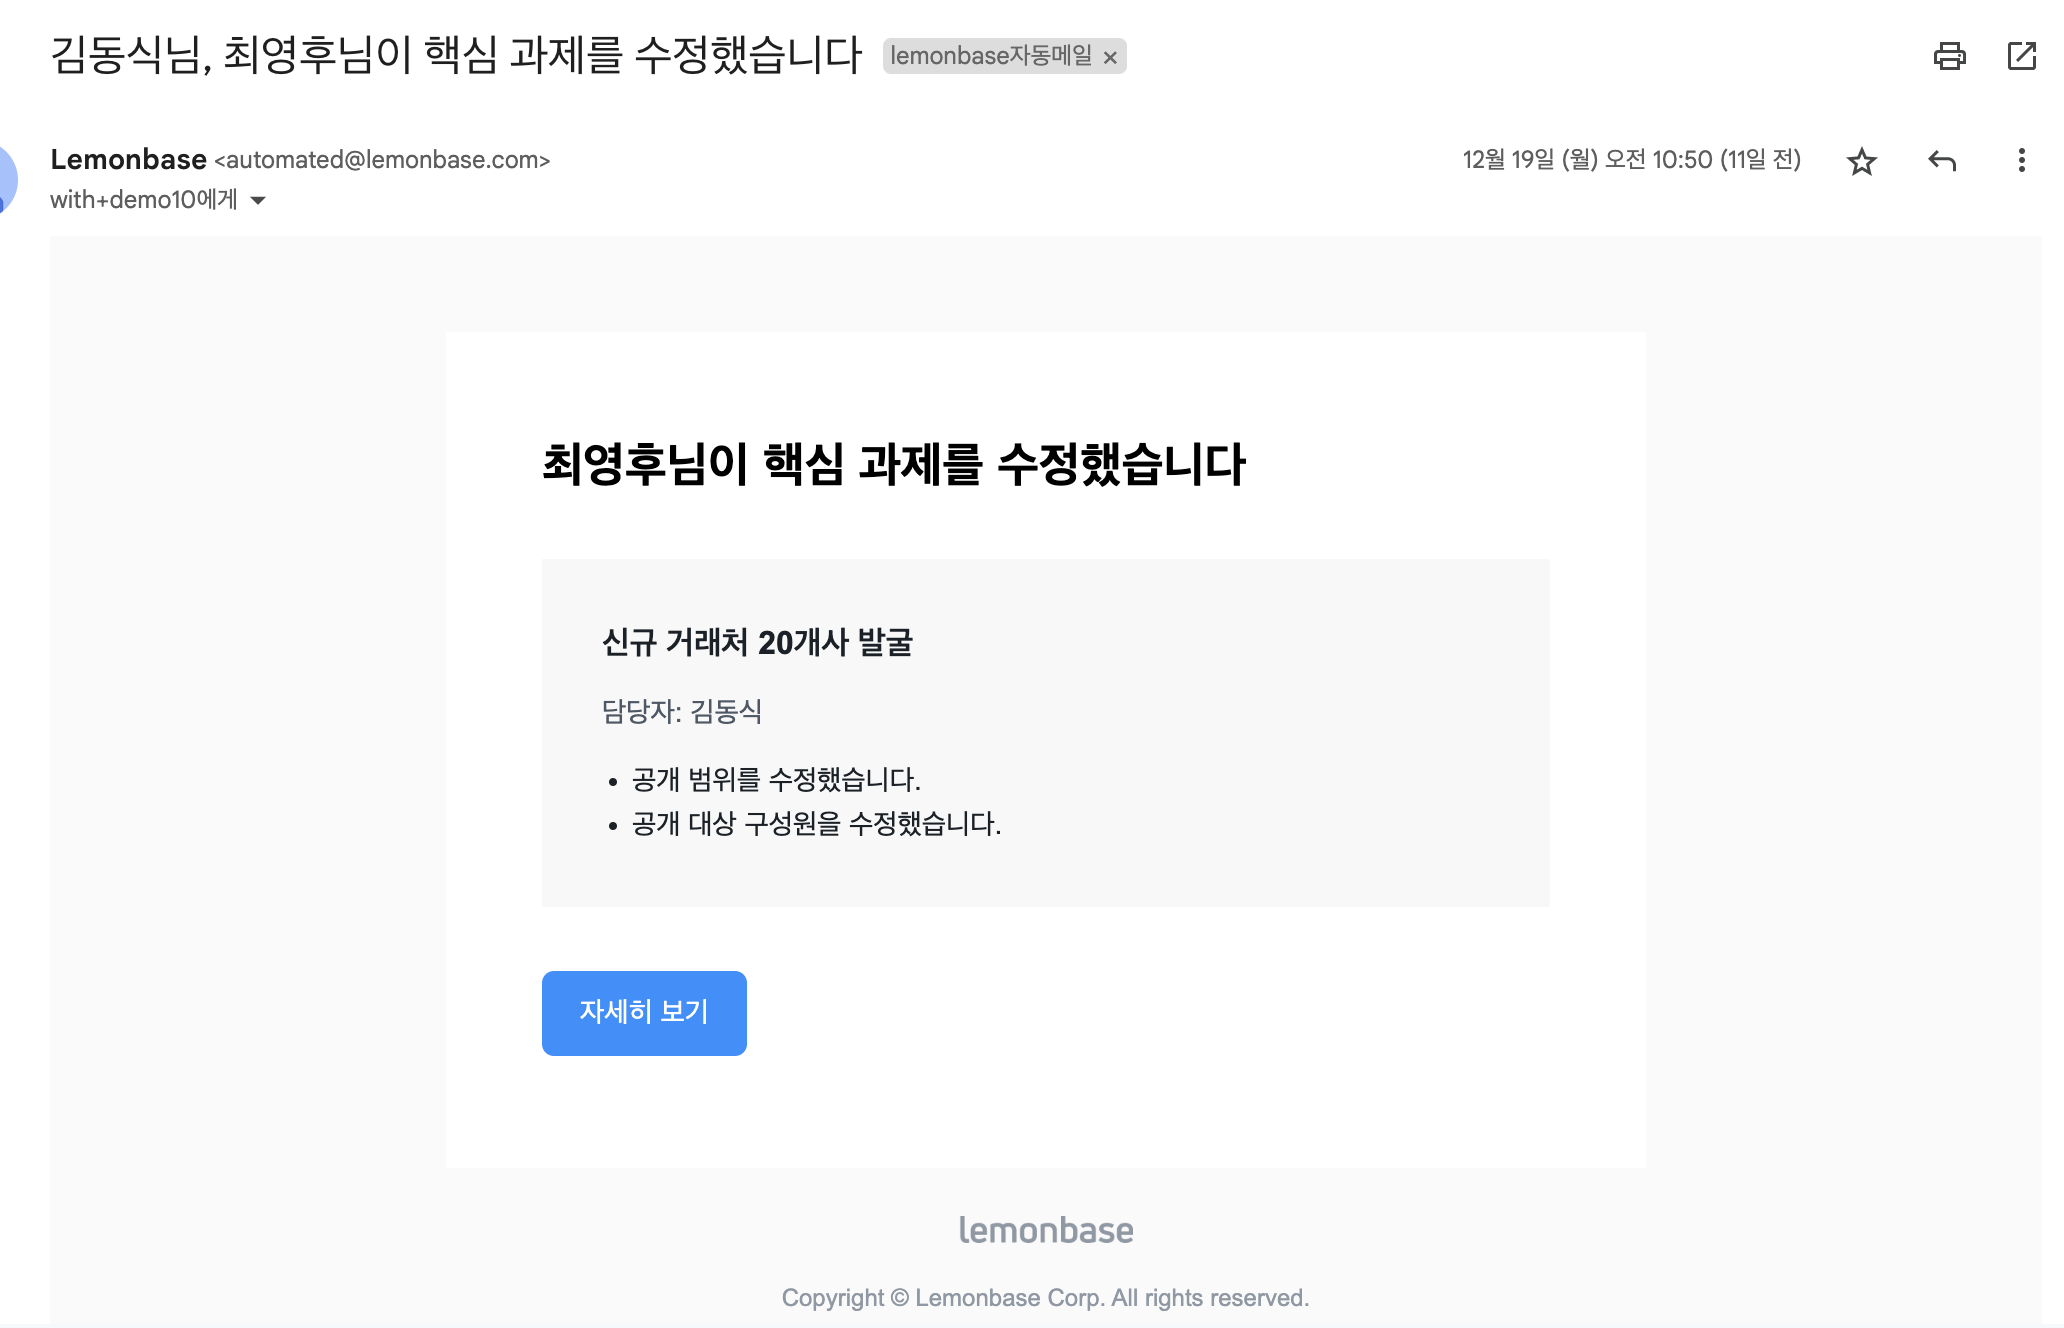 김동식님, 최영후님이 핵심 과제를 수정했습니다 lemonbase자동메일 ×
Lemonbase <automated@lemonbase.com> 12월 19일 (월) 오전 10:50 (11일 전)
with+demo10에게
최영후님이 핵심 과제를 수정했습니다
신규 거래처 20개사 발굴
담당자: 김동식
• 공개 범위를 수정했습니다.
• 공개 대상 구성원을 수정했습니다.
자세히 보기
lemonbase
Copyright © Lemonbase Corp. All rights reserved.